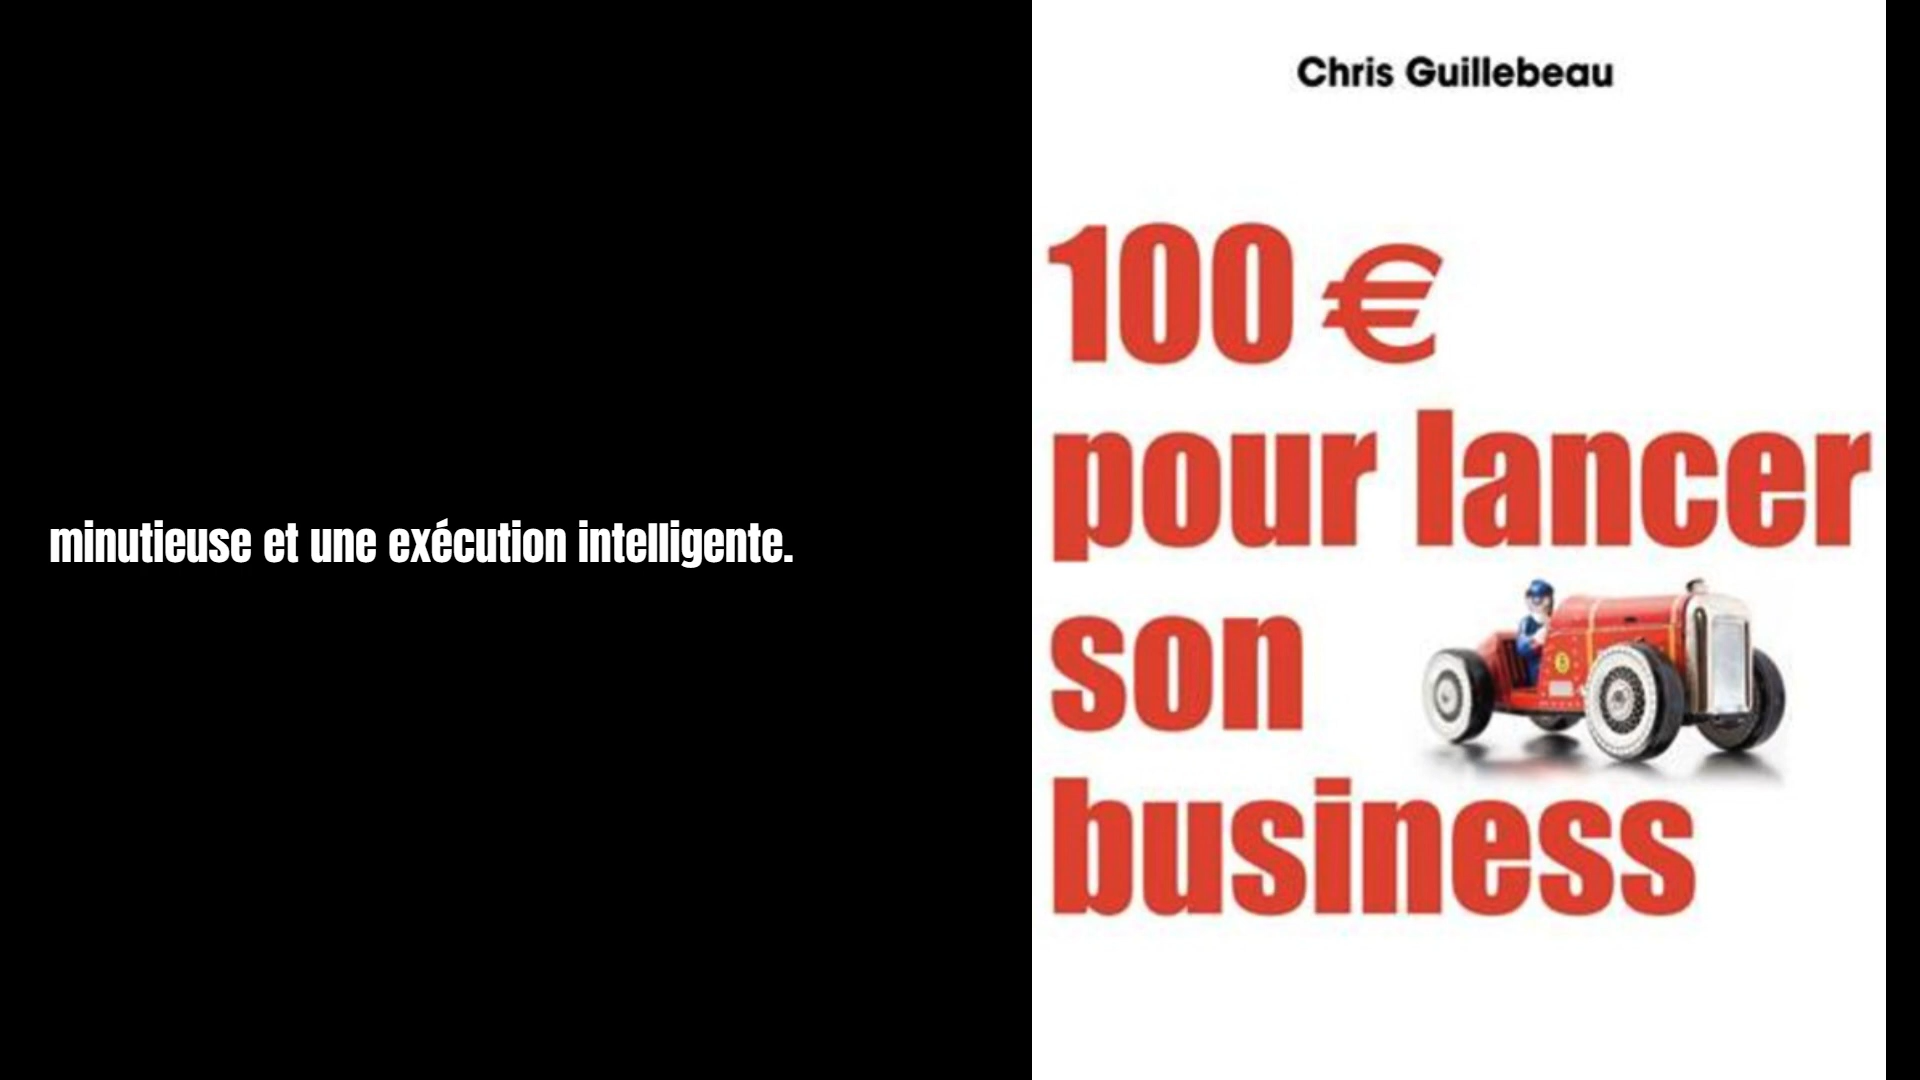 minutieuse et une exécution intelligente.
Chris Guillebeau
100 €
pour lancer
son
business